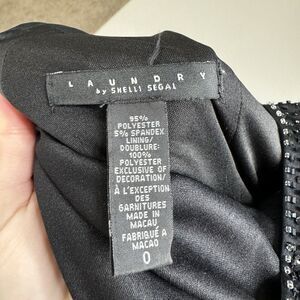 LAUNDRY
by SHELLI SEGAL
95%
POLYESTER
5% SPANDEX
LINING/
DOUBLURE:
100%
POLYESTER
EXCLUSIVE OF
DECORATION/
À L'EXCEPTION
DES
GARNITURES
MADE IN
MACAU
FABRIQUÉ A
MACAO
0